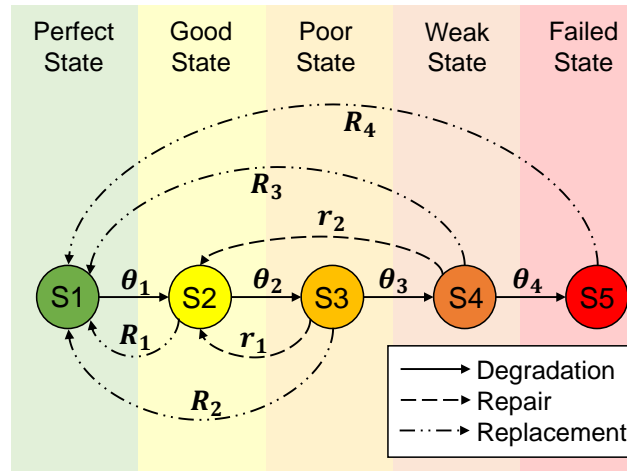 Perfect State
Good State
Poor State
Weak State
Failed State
R₄
R₃
r₂
S1
θ₁
S2
θ₂
S3
θ₃
S4
θ₄
S5
R₁
r₁
R₂
Degradation
Repair
Replacement